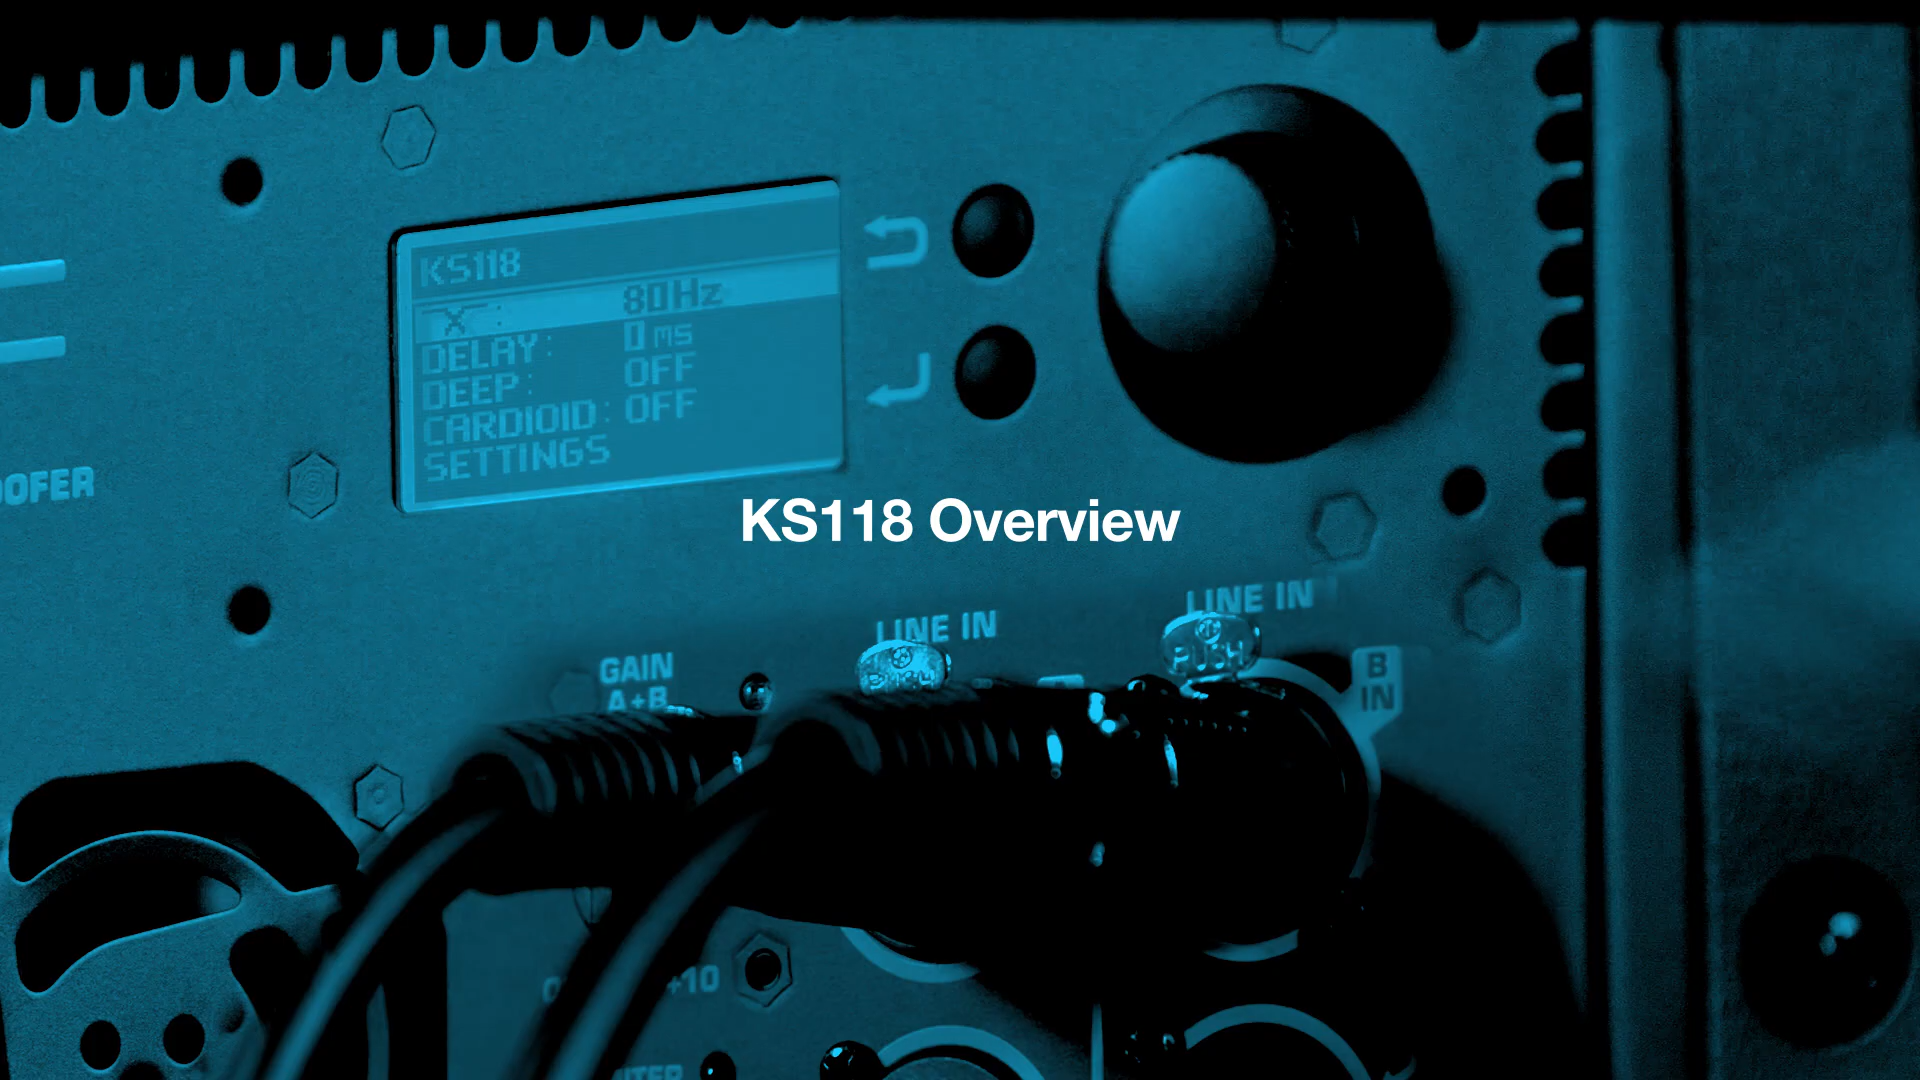 KS118
X : 80Hz
DELAY: 0 ms
DEEP: OFF
CARDIOID: OFF
SETTINGS
KS118 Overview
LINE IN
LINE IN
PUSH
GAIN
A+B
B
IN
+10